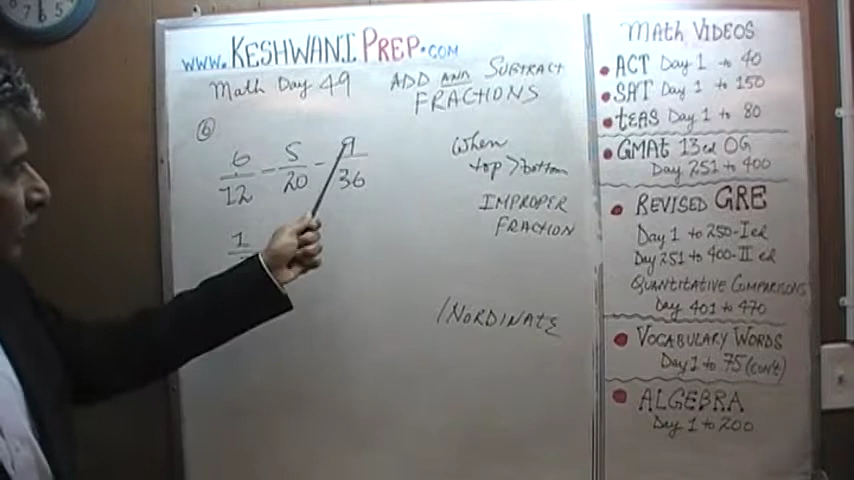 www.KESHWANIPREP.COM
Math Day 49
ADD AND SUBTRACT
FRACTIONS
6
6/12 - 5/20 - 9/36
1
When
top > bottom
IMPROPER
FRACTION
INORDINATE
Math VIDEOS
ACT Day 1 to 40
SAT Day 1 to 150
tEAS Day 1 to 80
GMAt 13ed OG
Day 251 to 400
REVISED GRE
Day 1 to 250-I ed
Day 251 to 400-II ed
QUANTITATIVE COMPARISONS
Day 401 to 470
VOCABULARY WORDS
Day 1 to 75 (con't)
ALGEBRA
Day 1 to 200